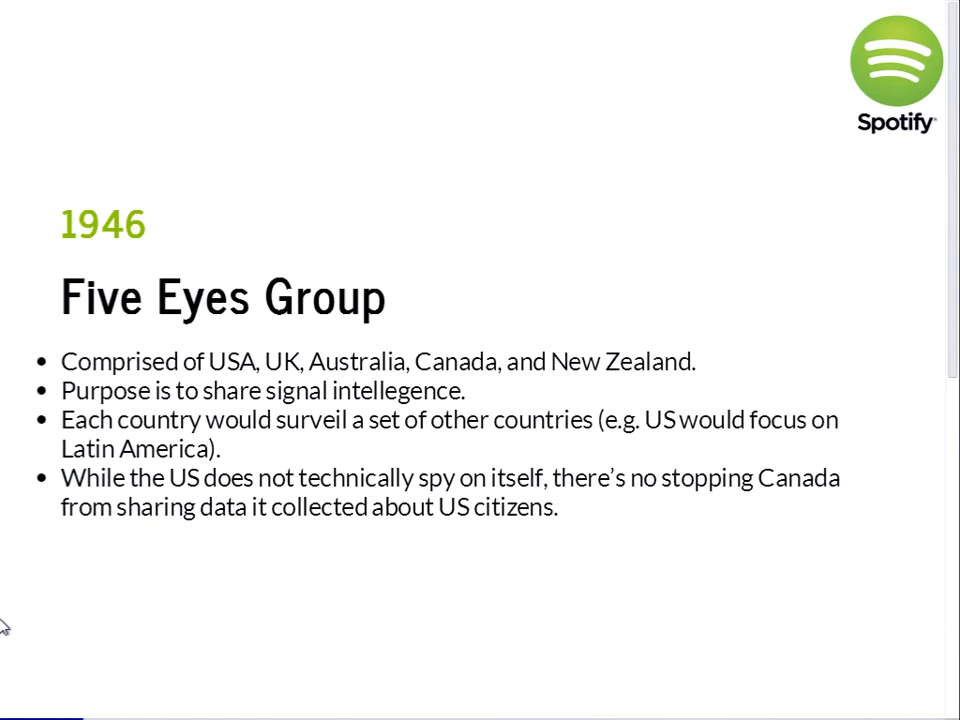 Spotify
1946
Five Eyes Group
• Comprised of USA, UK, Australia, Canada, and New Zealand.
• Purpose is to share signal intellegence.
• Each country would surveil a set of other countries (e.g. US would focus on
Latin America).
• While the US does not technically spy on itself, there’s no stopping Canada
from sharing data it collected about US citizens.